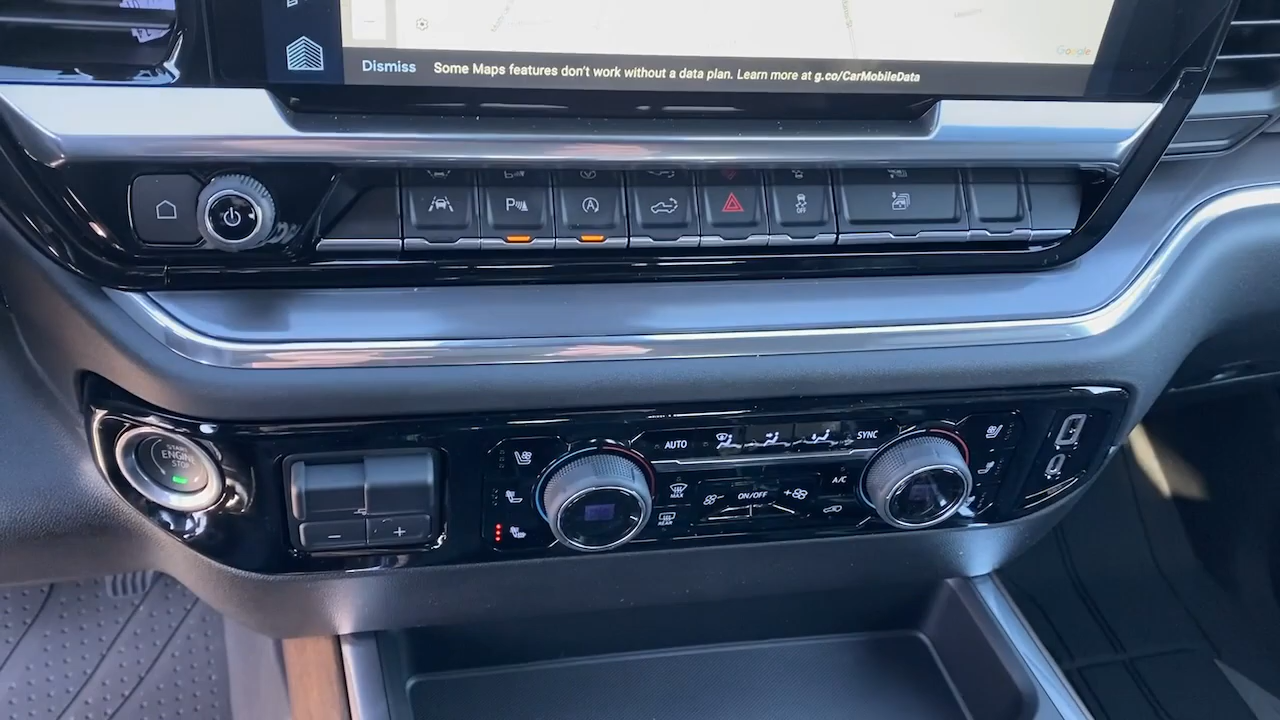 Google
Dismiss Some Maps features don't work without a data plan. Learn more at g.co/CarMobileData
P
A
OFF
START
ENGINE
STOP
AUTO
SYNC
MAX
A/C
ON/OFF
REAR
- +